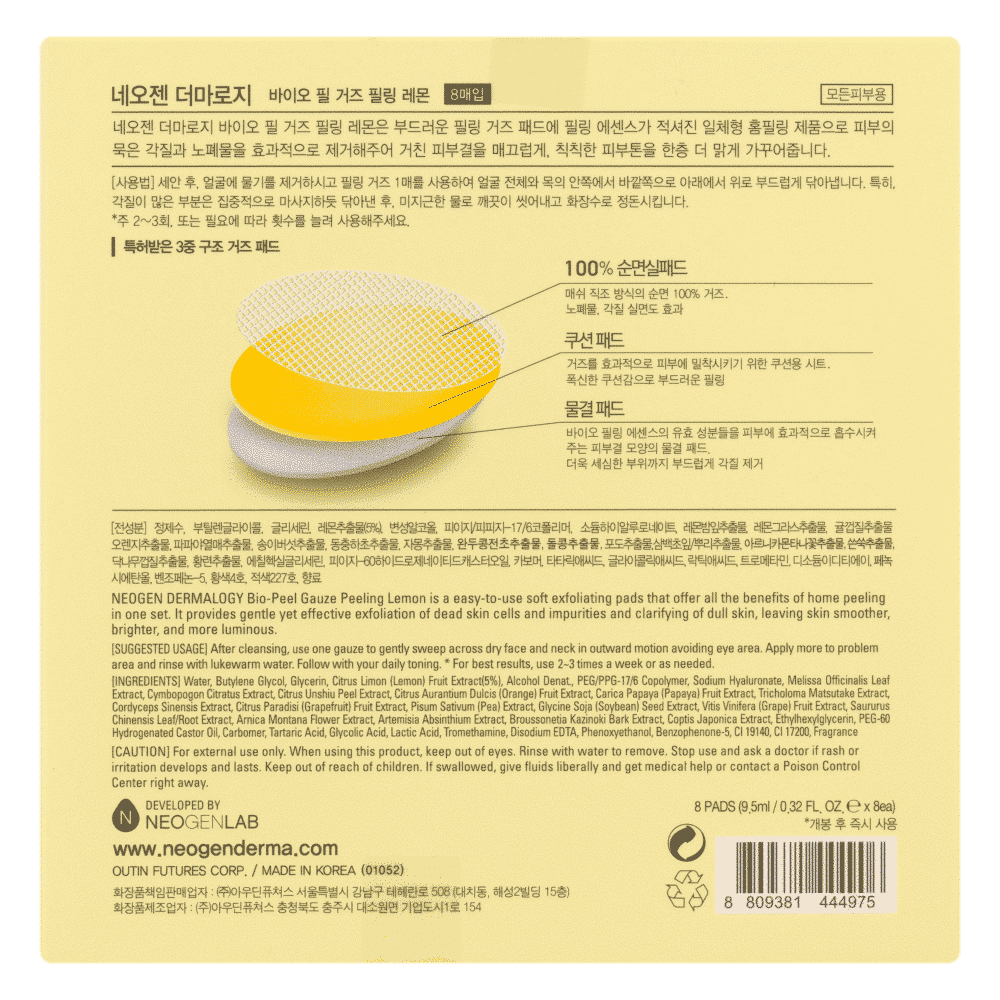 네오젠 더마로지 바이오 필 거즈 필링 레몬 8매입 모든피부용
네오젠 더마로지 바이오 필 거즈 필링 레몬은 부드러운 필링 거즈 패드에 필링 에센스가 적셔진 일체형 홈필링 제품으로 피부의
묵은 각질과 노폐물을 효과적으로 제거해주어 거친 피부결을 매끄럽게, 칙칙한 피부톤을 한층 더 맑게 가꾸어줍니다.
[사용법] 세안 후, 얼굴에 물기를 제거하시고 필링 거즈 1매를 사용하여 얼굴 전체와 목의 안쪽에서 바깥쪽으로 아래에서 위로 부드럽게 닦아냅니다. 특히,
각질이 많은 부분은 집중적으로 마사지하듯 닦아낸 후, 미지근한 물로 깨끗이 씻어내고 화장수로 정돈시킵니다.
*주 2~3회, 또는 필요에 따라 횟수를 늘려 사용해주세요.
특허받은 3중 구조 거즈 패드
100% 순면실패드
매쉬 직조 방식의 순면 100% 거즈.
노폐물, 각질 실면도 효과
쿠션 패드
거즈를 효과적으로 피부에 밀착시키기 위한 쿠션용 시트.
폭신한 쿠션감으로 부드러운 필링
물결 패드
바이오 필링 에센스의 유효 성분들을 피부에 효과적으로 흡수시켜
주는 피부결 모양의 물결 패드.
더욱 세심한 부위까지 부드럽게 각질 제거
[전성분] 정제수, 부틸렌글라이콜, 글리세린, 레몬추출물(5%), 변성알코올, 피이지/피피지-17/6코폴리머, 소듐하이알루로네이트, 레몬밤잎추출물, 레몬그라스추출물, 귤껍질추출물
오렌지추출물, 파파야열매추출물, 송이버섯추출물, 동충하초추출물, 자몽추출물, 완두콩전초추출물, 돌콩추출물, 포도추출물,삼백초잎/뿌리추출물, 아르니카몬타나꽃추출물, 쓴쑥추출물,
닥나무껍질추출물, 황련추출물, 에칠헥실글리세린, 피이지-60하이드로제네이티드캐스터오일, 카보머, 타타릭애씨드, 글라이콜릭애씨드, 락틱애씨드, 트로메타민, 디소듐이디티에이, 페녹
시에탄올, 벤조페논-5, 황색4호, 적색227호, 향료
NEOGEN DERMALOGY Bio-Peel Gauze Peeling Lemon is a easy-to-use soft exfoliating pads that offer all the benefits of home peeling
in one set. It provides gentle yet effective exfoliation of dead skin cells and impurities and clarifying of dull skin, leaving skin smoother,
brighter, and more luminous.
[SUGGESTED USAGE] After cleansing, use one gauze to gently sweep across dry face and neck in outward motion avoiding eye area. Apply more to problem
area and rinse with lukewarm water. Follow with your daily toning. * For best results, use 2~3 times a week or as needed.
[INGREDIENTS] Water, Butylene Glycol, Glycerin, Citrus Limon (Lemon) Fruit Extract(5%), Alcohol Denat., PEG/PPG-17/6 Copolymer, Sodium Hyaluronate, Melissa Officinalis Leaf
Extract, Cymbopogon Citratus Extract, Citrus Unshiu Peel Extract, Citrus Aurantium Dulcis (Orange) Fruit Extract, Carica Papaya (Papaya) Fruit Extract, Tricholoma Matsutake Extract,
Cordyceps Sinensis Extract, Citrus Paradisi (Grapefruit) Fruit Extract, Pisum Sativum (Pea) Extract, Glycine Soja (Soybean) Seed Extract, Vitis Vinifera (Grape) Fruit Extract, Saururus
Chinensis Leaf/Root Extract, Arnica Montana Flower Extract, Artemisia Absinthium Extract, Broussonetia Kazinoki Bark Extract, Coptis Japonica Extract, Ethylhexylglycerin, PEG-60
Hydrogenated Castor Oil, Carbomer, Tartaric Acid, Glycolic Acid, Lactic Acid, Tromethamine, Disodium EDTA, Phenoxyethanol, Benzophenone-5, CI 19140, CI 17200, Fragrance
[CAUTION] For external use only. When using this product, keep out of eyes. Rinse with water to remove. Stop use and ask a doctor if rash or
irritation develops and lasts. Keep out of reach of children. If swallowed, give fluids liberally and get medical help or contact a Poison Control
Center right away.
N DEVELOPED BY
NEOGENLAB
www.neogenderma.com
OUTIN FUTURES CORP. / MADE IN KOREA (01052)
화장품책임판매업자 : ㈜아우딘퓨쳐스 서울특별시 강남구 테헤란로 508 (대치동, 해성2빌딩 15층)
화장품제조업자 : (주)아우딘퓨쳐스 충청북도 충주시 대소원면 기업도시1로 154
8 PADS (9.5ml / 0.32 FL. OZ. ℮ x 8ea)
*개봉 후 즉시 사용
8 809381 444975